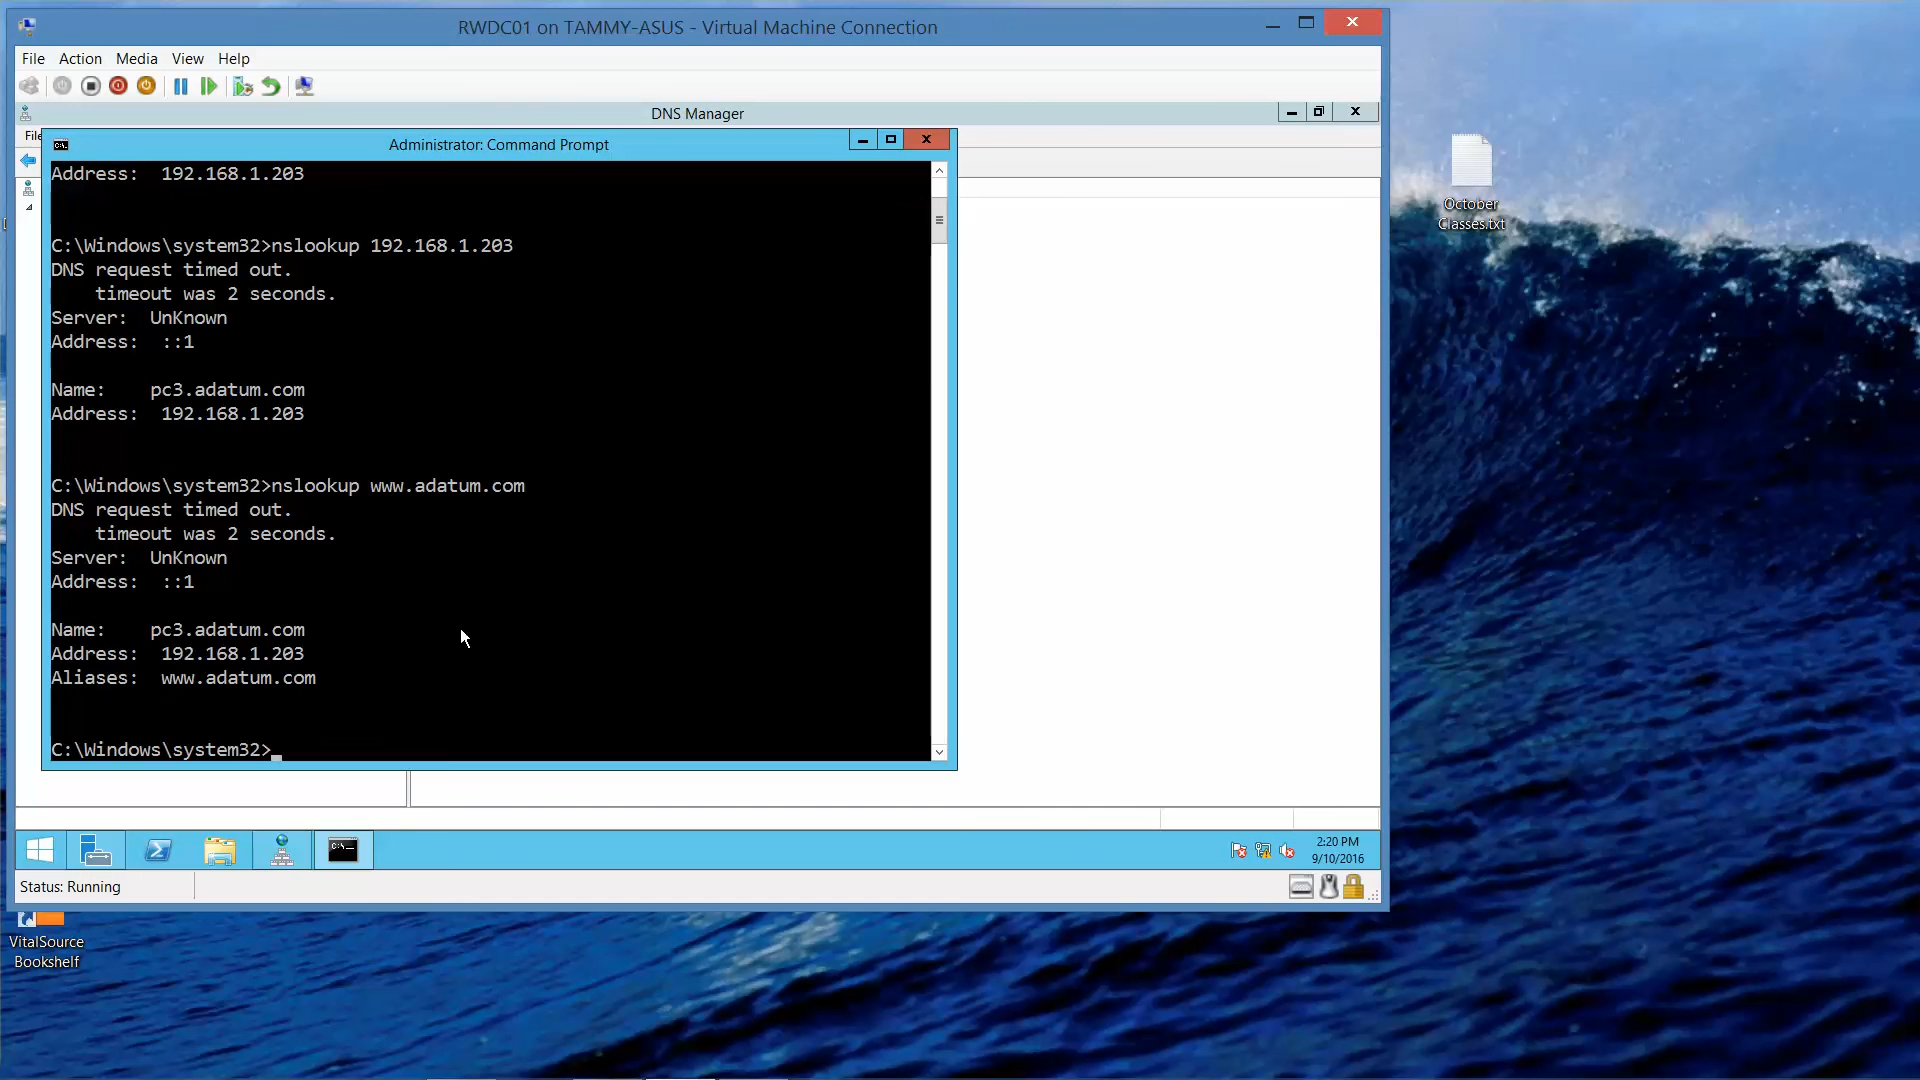 RWDC01 on TAMMY-ASUS - Virtual Machine Connection
File Action Media View Help
DNS Manager
File
Administrator: Command Prompt
Address:  192.168.1.203
C:\Windows\system32>nslookup 192.168.1.203
DNS request timed out.
    timeout was 2 seconds.
Server:  UnKnown
Address:  ::1
Name:    pc3.adatum.com
Address:  192.168.1.203
C:\Windows\system32>nslookup www.adatum.com
DNS request timed out.
    timeout was 2 seconds.
Server:  UnKnown
Address:  ::1
Name:    pc3.adatum.com
Address:  192.168.1.203
Aliases:  www.adatum.com
C:\Windows\system32>
2:20 PM
9/10/2016
Status: Running
October
Classes.txt
VitalSource
Bookshelf